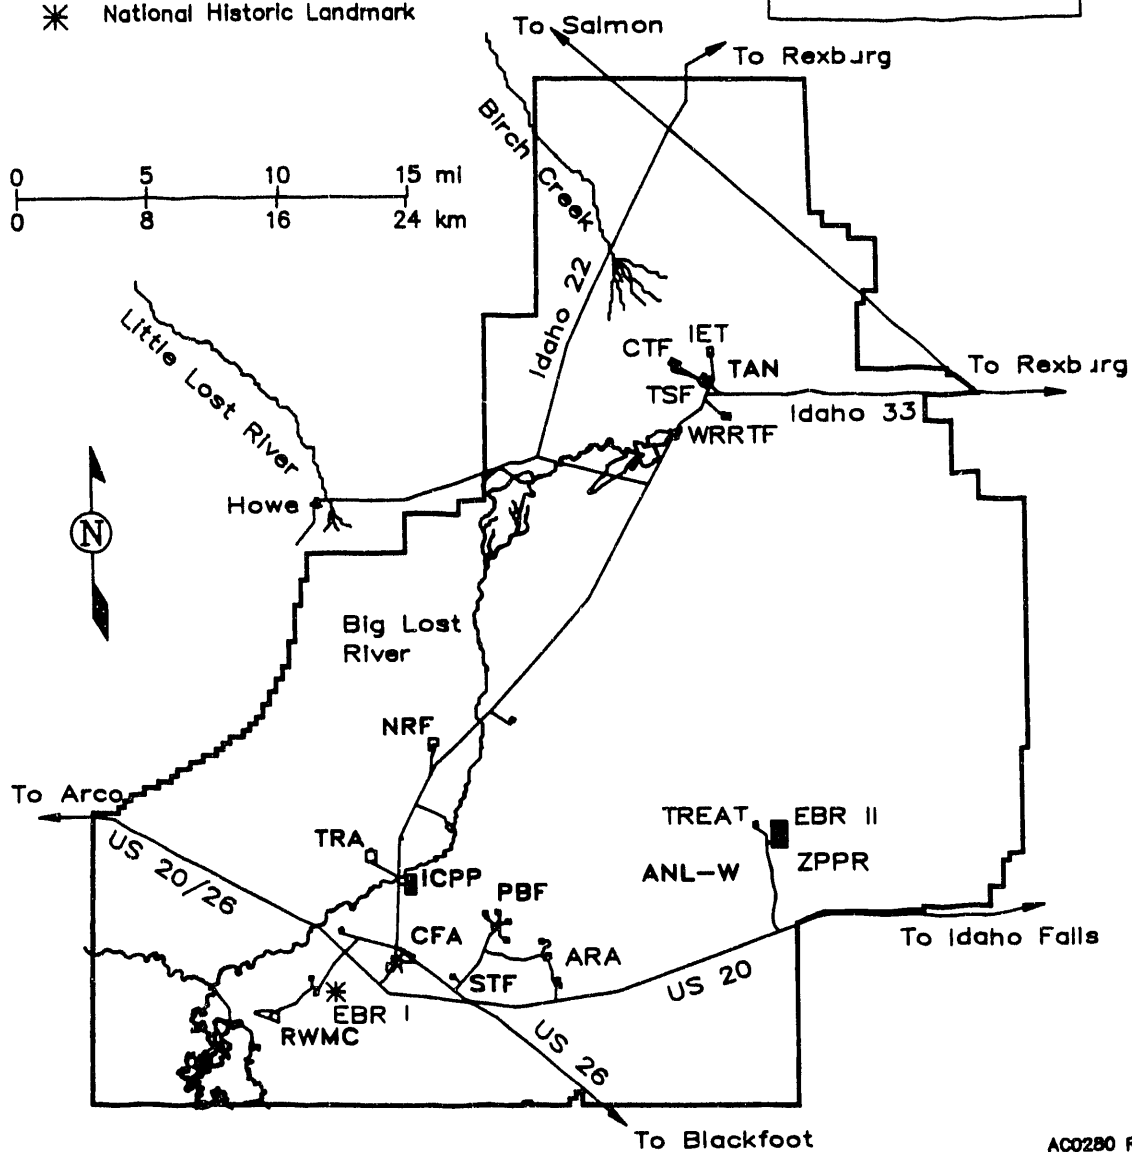 National Historic Landmark
To Salmon
To Rexburg
Birch Creek
0 5 10 15 mi
0 8 16 24 km
Idaho 22
Little Lost River
IET
CTF
TAN
To Rexburg
TSF
Idaho 33
WRRTF
Howe
N
Big Lost
River
NRF
To Arco
US 20/26
TREAT
EBR II
TRA
ZPPR
ICPP
ANL-W
PBF
CFA
To Idaho Falls
ARA
STF
US 20
EBR I
RWMC
US 26
To Blackfoot
AC0280